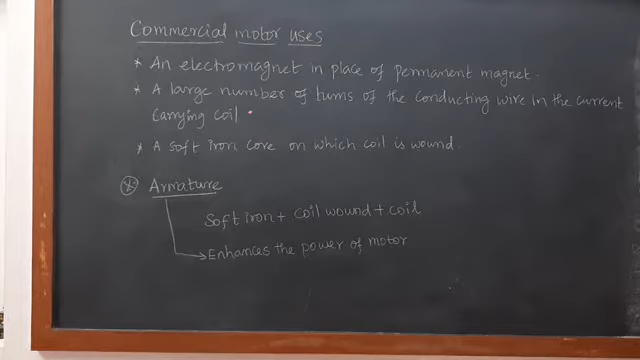 Commercial motor uses
* An electromagnet in place of permanent magnet.
* A large number of turns of the conducting wire in the current
carrying coil.
* A soft iron core on which coil is wound.
* Armature
Soft iron + coil wound + coil
→ Enhances the power of motor